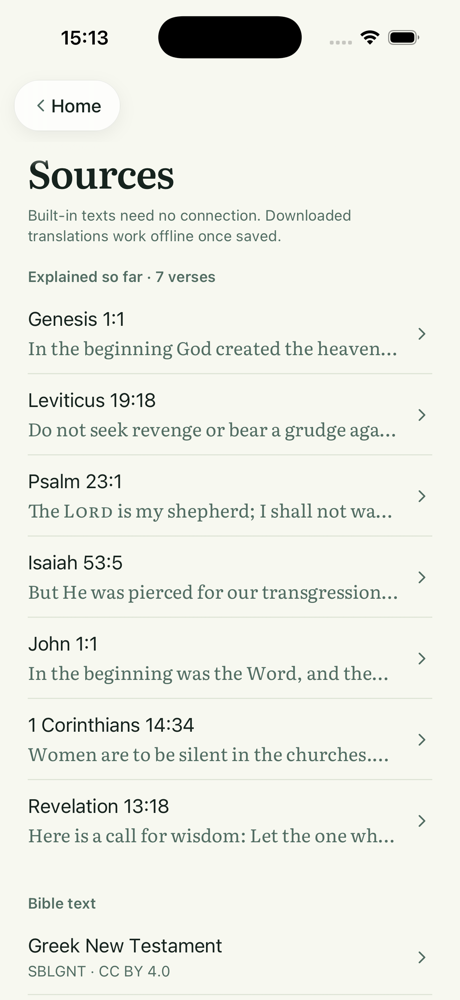 15:13
Home
Sources
Built-in texts need no connection. Downloaded
translations work offline once saved.
Explained so far · 7 verses
Genesis 1:1
In the beginning God created the heaven…
Leviticus 19:18
Do not seek revenge or bear a grudge aga…
Psalm 23:1
The LORD is my shepherd; I shall not wa…
Isaiah 53:5
But He was pierced for our transgression…
John 1:1
In the beginning was the Word, and the…
1 Corinthians 14:34
Women are to be silent in the churches.…
Revelation 13:18
Here is a call for wisdom: Let the one wh…
Bible text
Greek New Testament
SBLGNT · CC BY 4.0